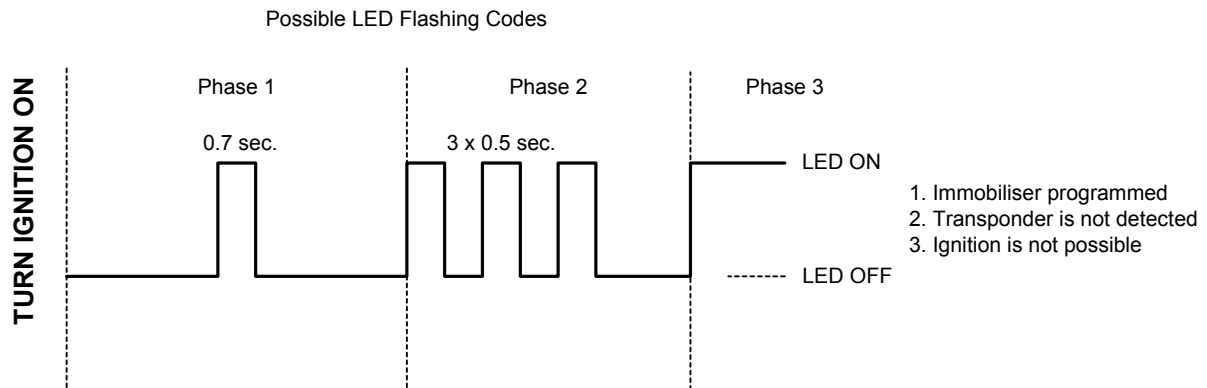 Possible LED Flashing Codes
TURN IGNITION ON
Phase 1
Phase 2
Phase 3
0.7 sec.
3 x 0.5 sec.
LED ON
LED OFF
1. Immobiliser programmed
2. Transponder is not detected
3. Ignition is not possible